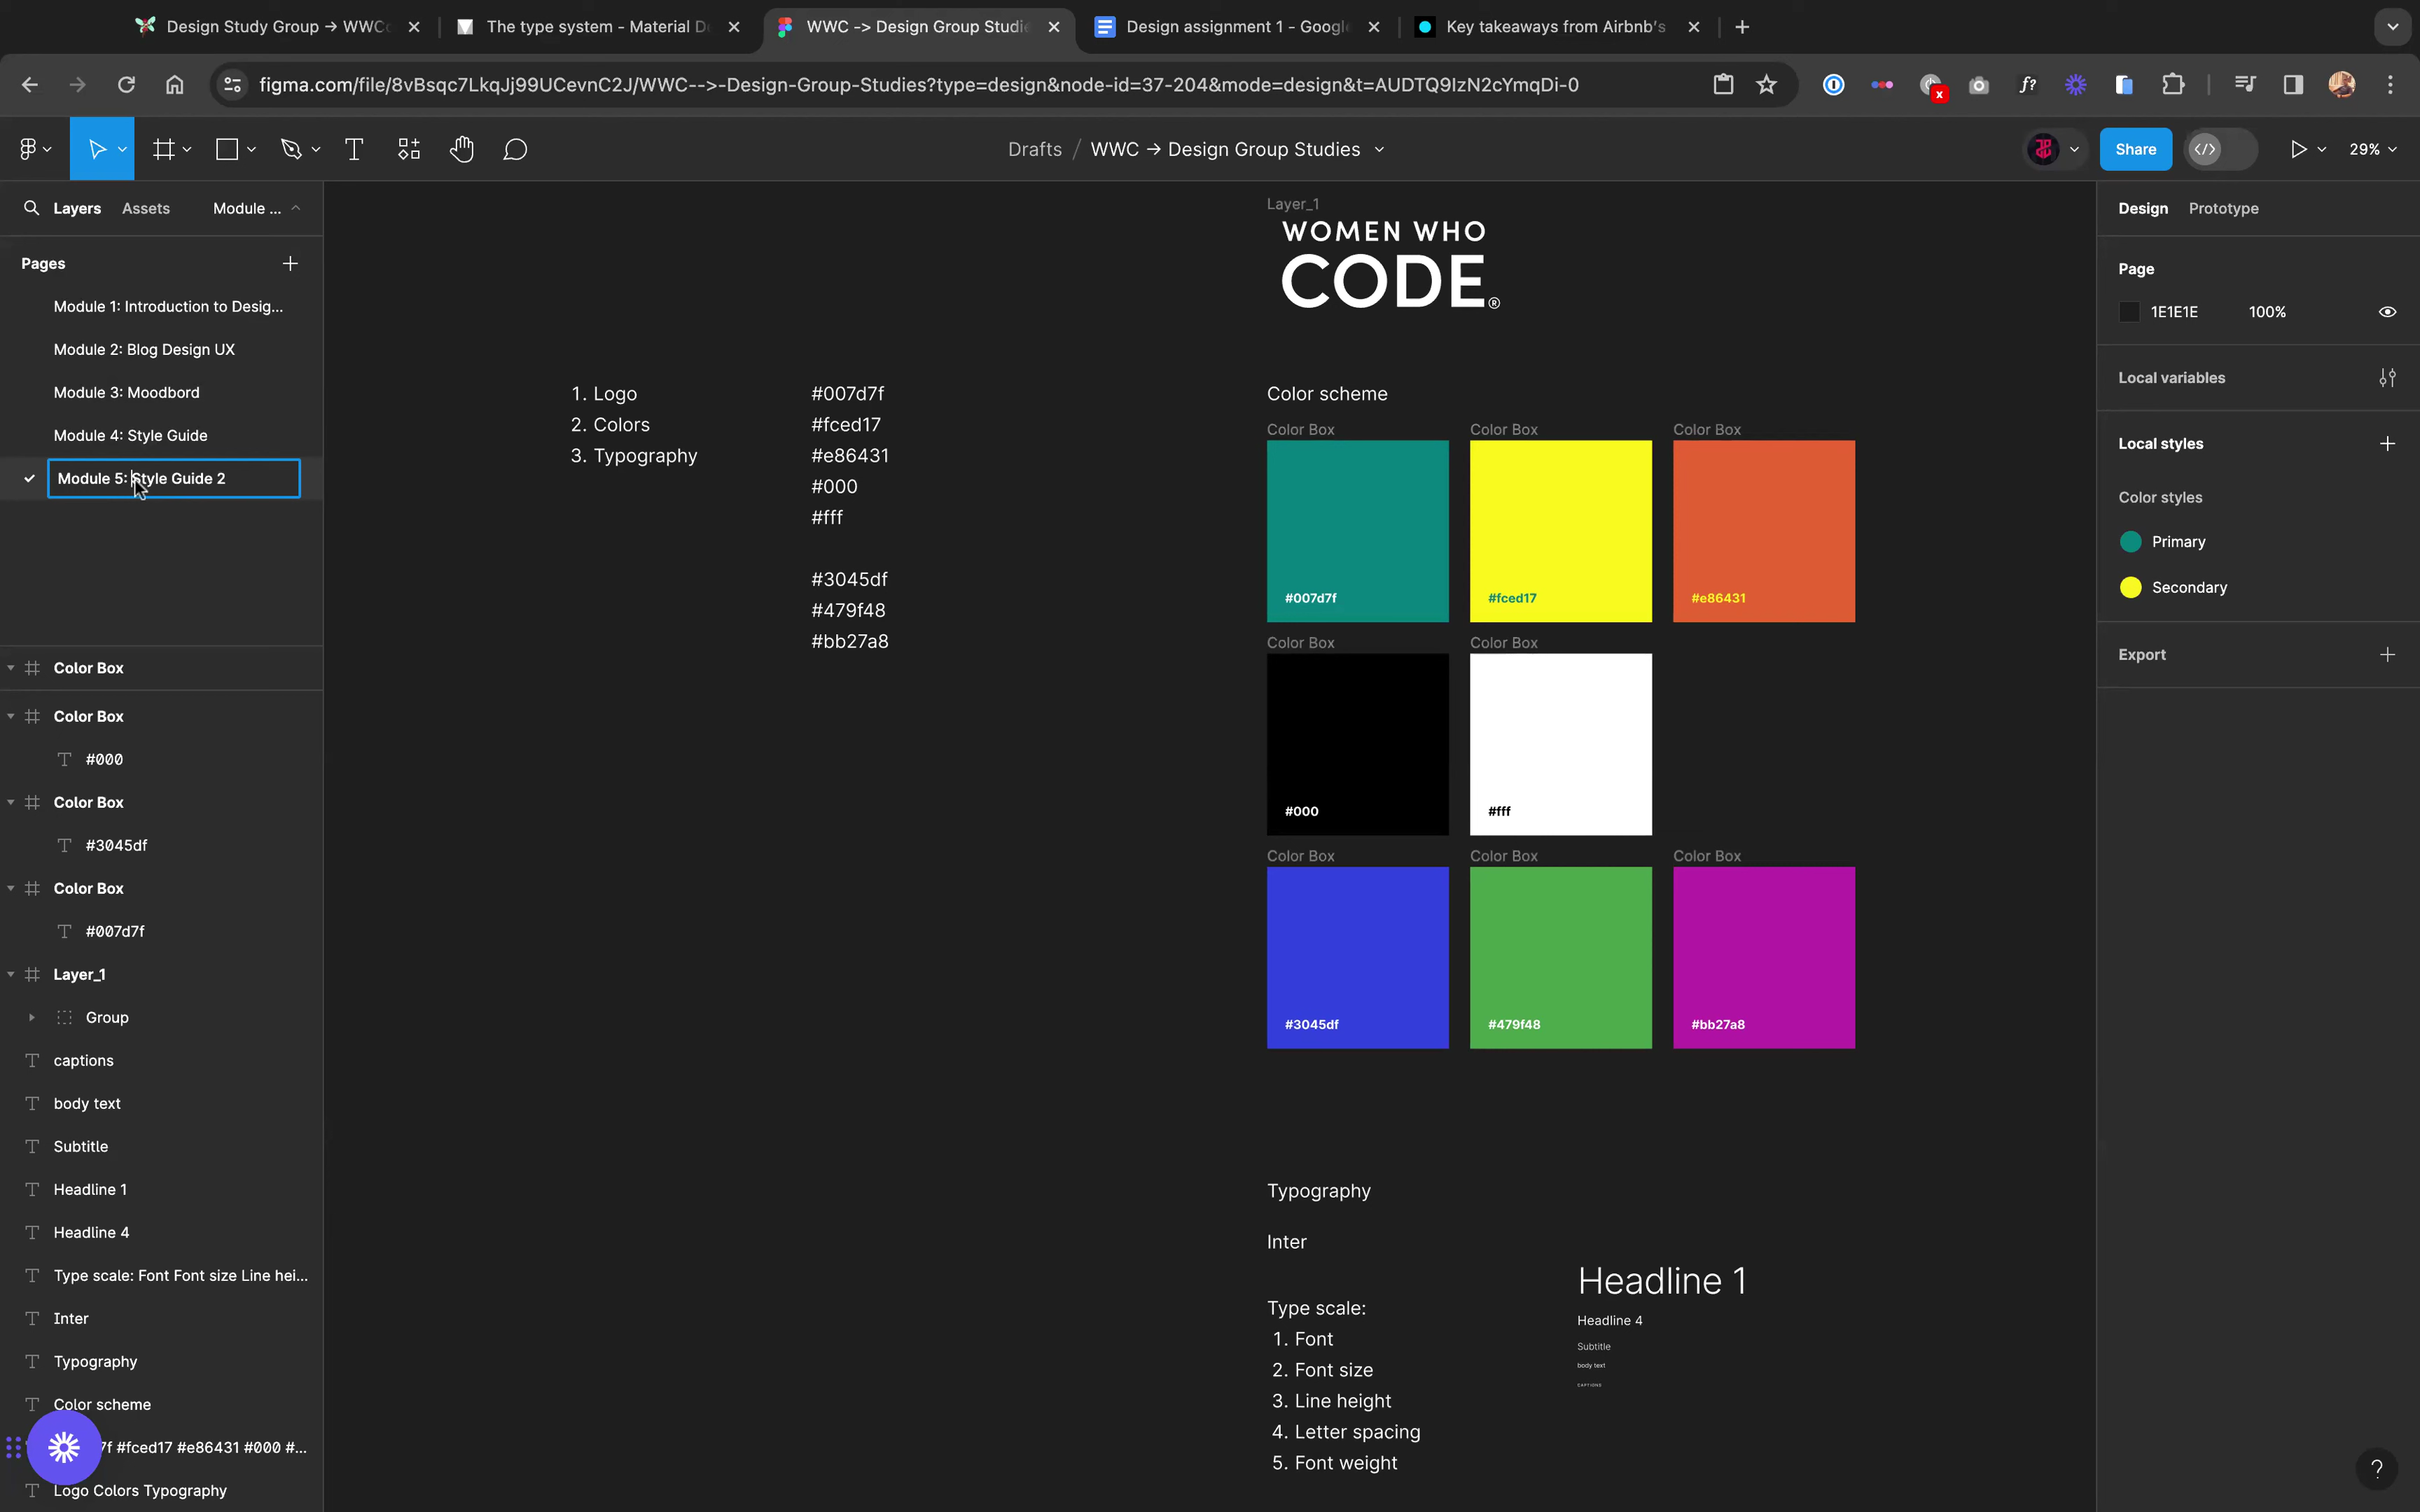 Design Study Group → WWC
The type system - Material D
WWC -> Design Group Studie
Design assignment 1 - Googl
Key takeaways from Airbnb's
figma.com/file/8vBsqc7LkqJj99UCevnC2J/WWC-->-Design-Group-Studies?type=design&node-id=37-204&mode=design&t=AUDTQ9IzN2cYmqDi-0
f?
x
Drafts / WWC → Design Group Studies
Share
29%
Layers
Assets
Module ...
Pages
Module 1: Introduction to Desig...
Module 2: Blog Design UX
Module 3: Moodbord
Module 4: Style Guide
Module 5: Style Guide 2
Color Box
Color Box
#000
Color Box
#3045df
Color Box
#007d7f
Layer_1
Group
captions
body text
Subtitle
Headline 1
Headline 4
Type scale: Font Font size Line hei...
Inter
Typography
Color scheme
7f #fced17 #e86431 #000 #...
Logo Colors Typography
1. Logo
2. Colors
3. Typography
#007d7f
#fced17
#e86431
#000
#fff
#3045df
#479f48
#bb27a8
Layer_1
WOMEN WHO
CODE®
Color scheme
Color Box
Color Box
Color Box
#007d7f
#fced17
#e86431
Color Box
Color Box
#000
#fff
Color Box
Color Box
Color Box
#3045df
#479f48
#bb27a8
Typography
Inter
Type scale:
1. Font
2. Font size
3. Line height
4. Letter spacing
5. Font weight
Headline 1
Headline 4
Subtitle
body text
CAPTIONS
Design
Prototype
Page
1E1E1E
100%
Local variables
Local styles
Color styles
Primary
Secondary
Export
?